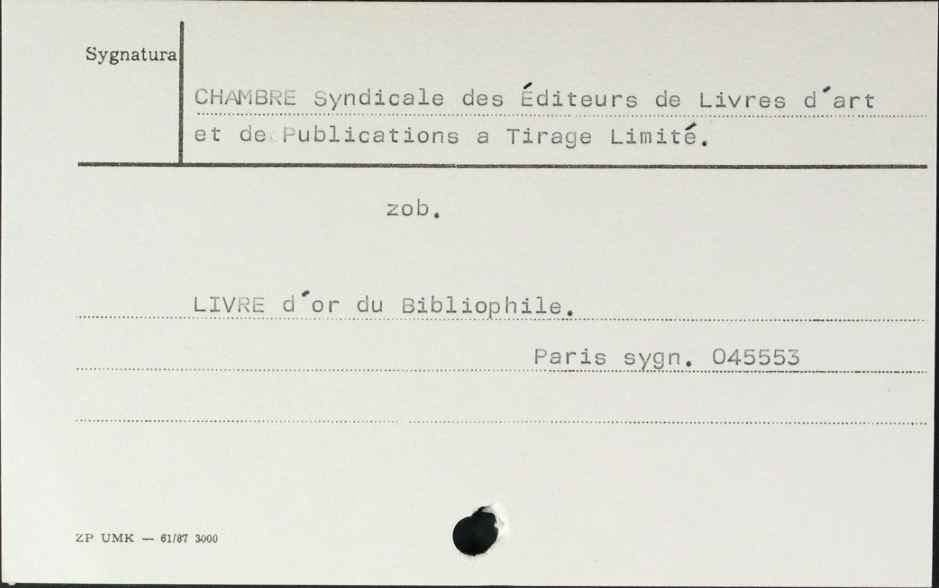 Sygnatura
CHAMBRE Syndicale des Éditeurs de Livres d´art
et de Publications a Tirage Limité.
zob.
LIVRE d´or du Bibliophile.
Paris sygn. 045553
ZP UMK — 61/87 3000